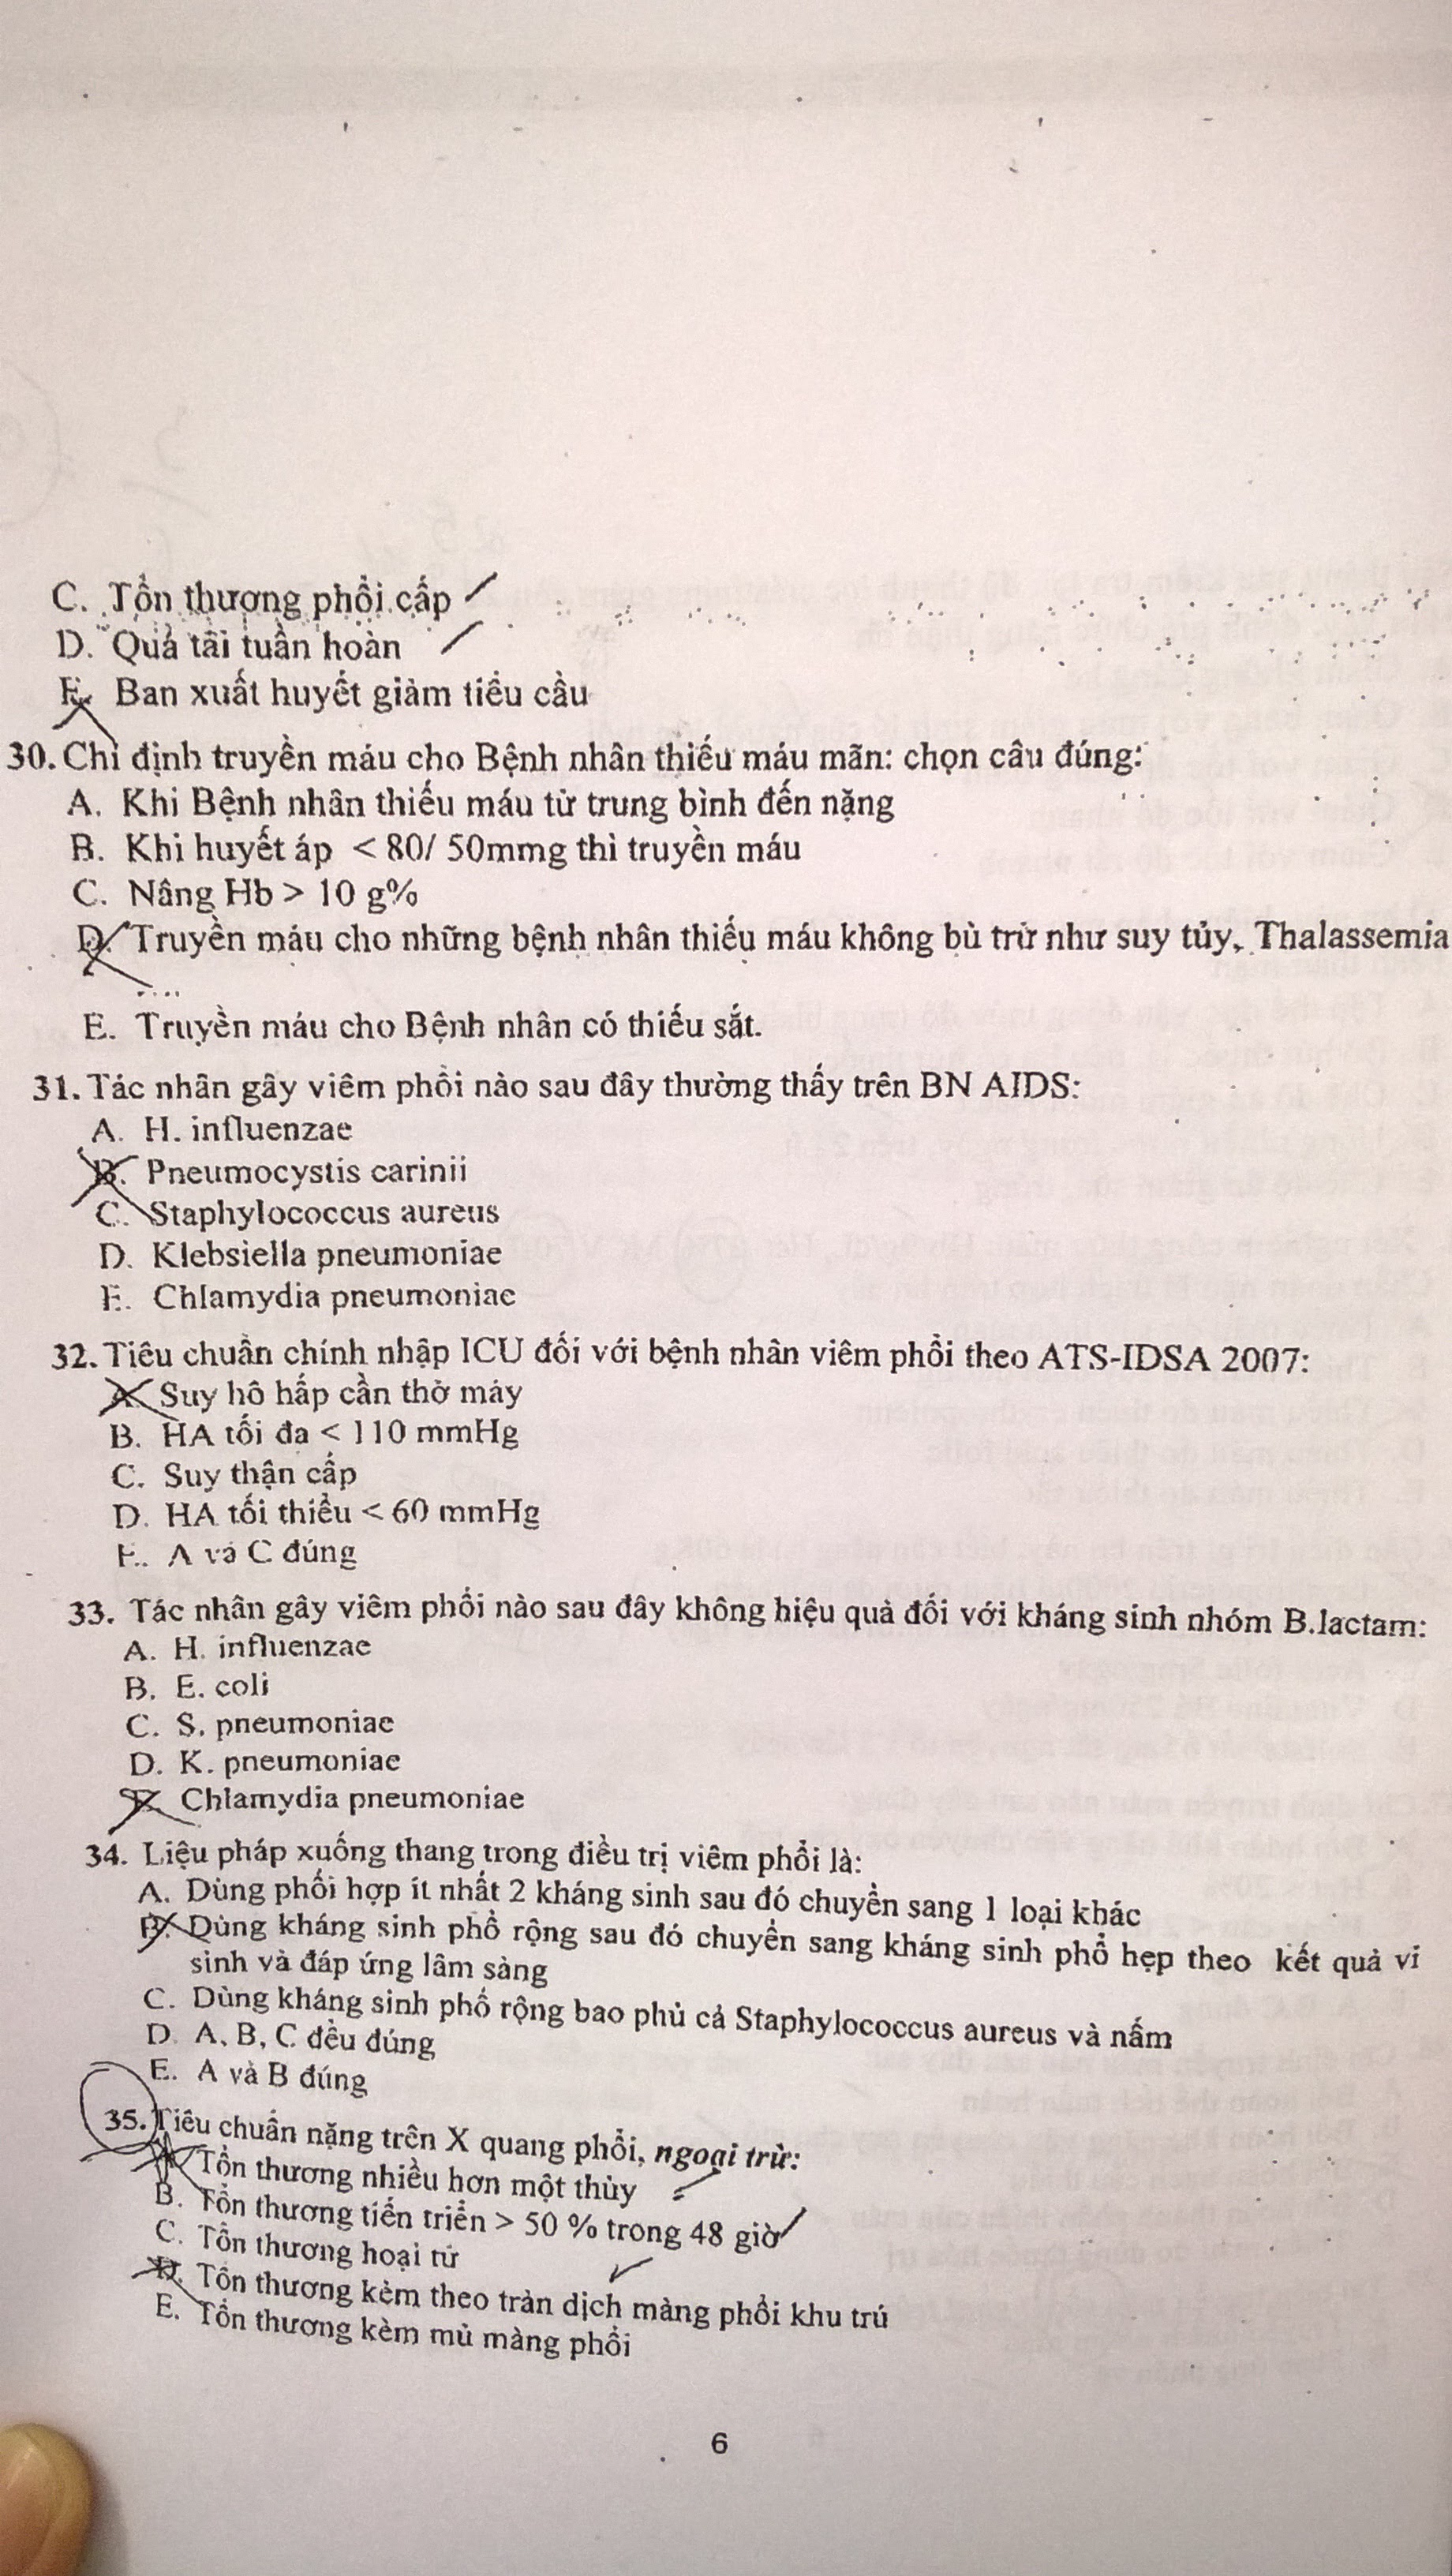 C. Tổn thương phổi cấp
D. Quá tải tuần hoàn
E. Ban xuất huyết giảm tiểu cầu
30. Chỉ định truyền máu cho Bệnh nhân thiếu máu mãn: chọn câu đúng:
A. Khi Bệnh nhân thiếu máu từ trung bình đến nặng
B. Khi huyết áp < 80/ 50mmg thì truyền máu
C. Nâng Hb > 10 g%
D. Truyền máu cho những bệnh nhân thiếu máu không bù trừ như suy tủy, Thalassemia
....
E. Truyền máu cho Bệnh nhân có thiếu sắt.
31. Tác nhân gây viêm phổi nào sau đây thường thấy trên BN AIDS:
A. H. influenzae
B. Pneumocystis carinii
C. Staphylococcus aureus
D. Klebsiella pneumoniae
E. Chlamydia pneumoniae
32. Tiêu chuẩn chính nhập ICU đối với bệnh nhân viêm phổi theo ATS-IDSA 2007:
A. Suy hô hấp cần thở máy
B. HA tối đa < 110 mmHg
C. Suy thận cấp
D. HA tối thiểu < 60 mmHg
E. A và C đúng
33. Tác nhân gây viêm phổi nào sau đây không hiệu quả đối với kháng sinh nhóm B.lactam:
A. H. influenzae
B. E. coli
C. S. pneumoniae
D. K. pneumoniae
E. Chlamydia pneumoniae
34. Liệu pháp xuống thang trong điều trị viêm phổi là:
A. Dùng phối hợp ít nhất 2 kháng sinh sau đó chuyển sang 1 loại khác
B. Dùng kháng sinh phổ rộng sau đó chuyển sang kháng sinh phổ hẹp theo kết quả vi
sinh và đáp ứng lâm sàng
C. Dùng kháng sinh phổ rộng bao phủ cả Staphylococcus aureus và nấm
D. A, B, C đều đúng
E. A và B đúng
35. Tiêu chuẩn nặng trên X quang phổi, ngoại trừ:
A. Tổn thương nhiều hơn một thùy
B. Tổn thương tiến triển > 50 % trong 48 giờ
C. Tổn thương hoại tử
D. Tổn thương kèm theo tràn dịch màng phổi khu trú
E. Tổn thương kèm mủ màng phổi
6